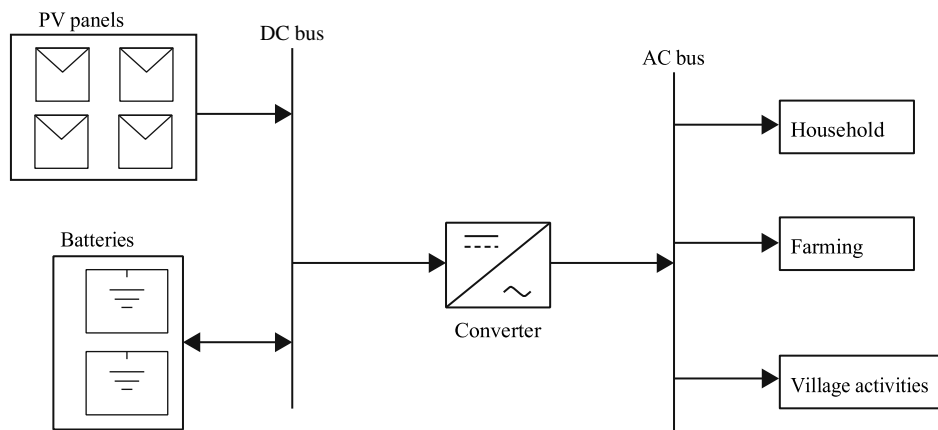 PV panels
DC bus
AC bus
Household
Batteries
Farming
Converter
Village activities